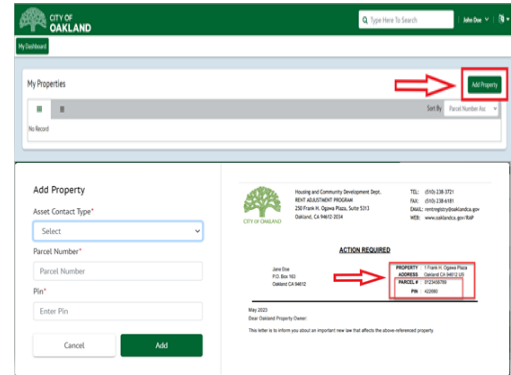 CITY OF
OAKLAND
Type Here To Search
John Doe
My Dashboard
My Properties
Add Property
Sort By
Parcel Number Asc
No Record
Add Property
Asset Contact Type*
Select
Parcel Number*
Parcel Number
Pin*
Enter Pin
Cancel
Add
CITY OF OAKLAND
Housing and Community Development Dept.
RENT ADJUSTMENT PROGRAM
250 Frank H. Ogawa Plaza, Suite 5313
Oakland, CA 94612-2034
TEL: (510) 238-3721
FAX: (510) 238-6181
EMAIL: rentregistry@oaklandca.gov
WEB: www.oaklandca.gov/RAP
ACTION REQUIRED
Jane Doe
P.O. Box 163
Oakland CA 94612
PROPERTY : 1 Frank H. Ogawa Plaza
ADDRESS Oakland CA 94612 US
PARCEL # : 0123456789
PIN :
May 2023
Dear Oakland Property Owner:
This letter is to inform you about an important new law that affects the above referenced property.